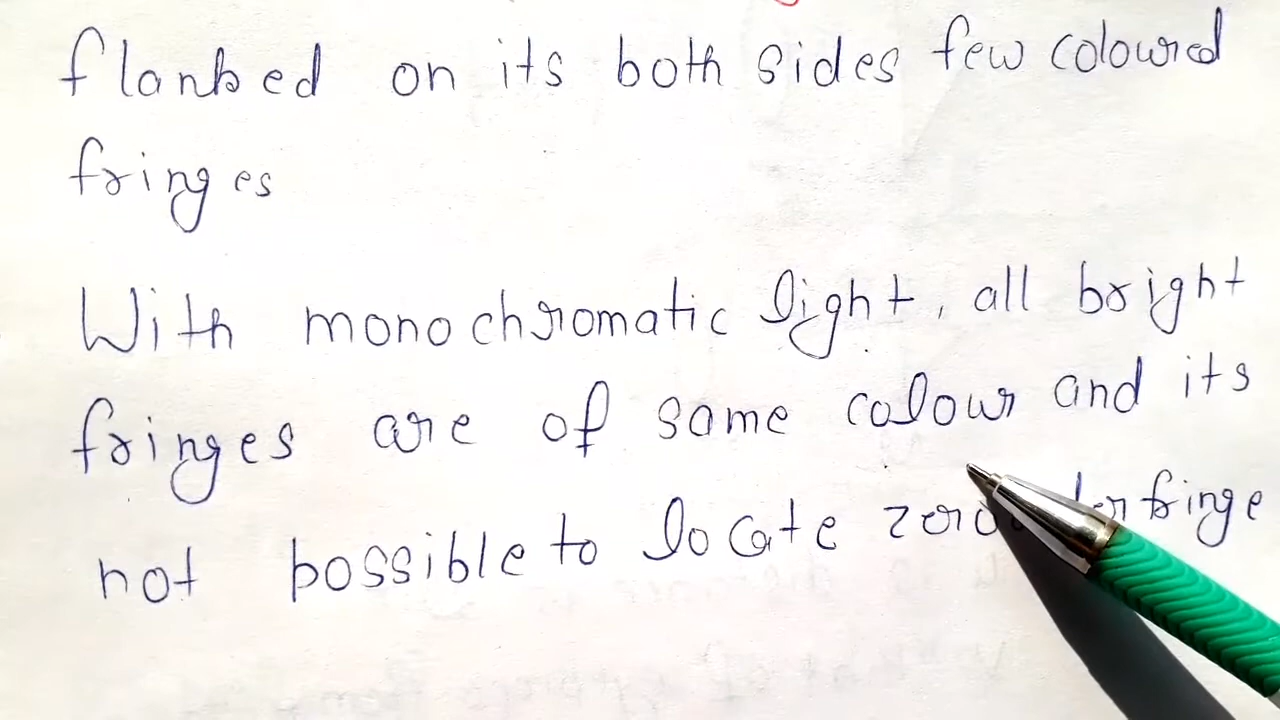 flanked on its both sides few coloured
fringes
With monochromatic light, all bright
fringes are of same colour and its
not possible to locate fringe